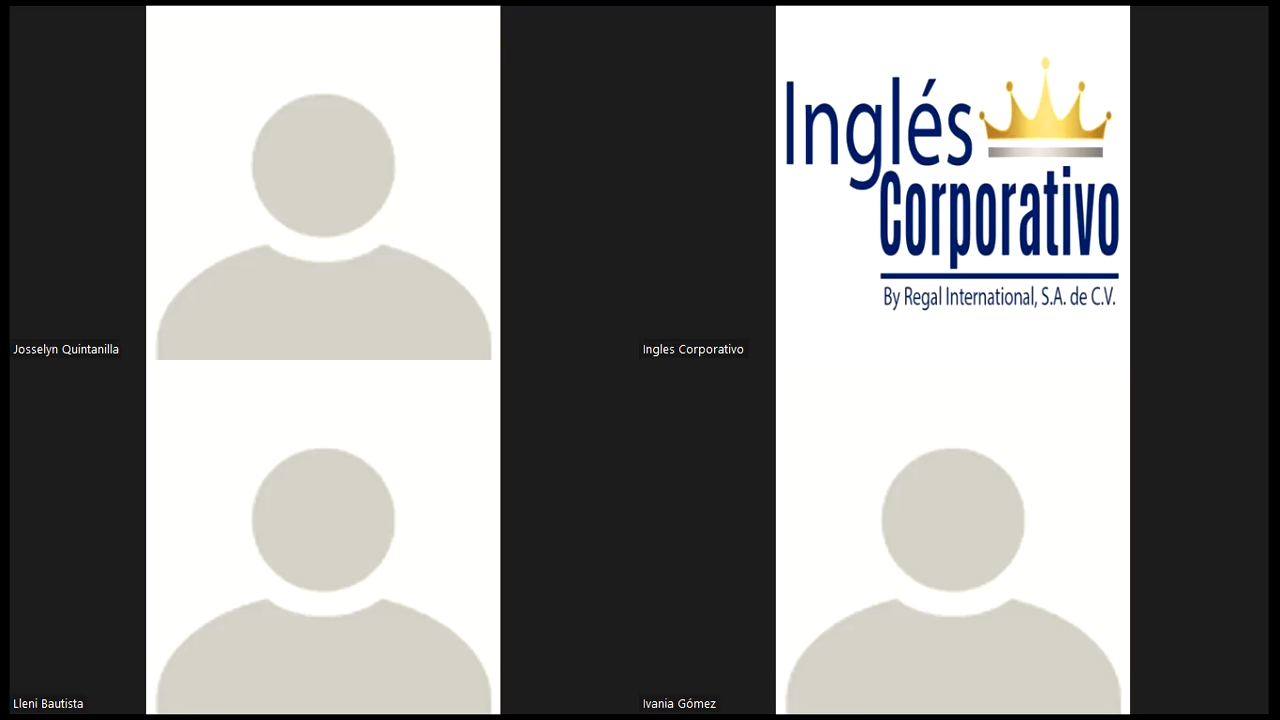 Inglés
Corporativo
By Regal International, S.A. de C.V.
Josselyn Quintanilla
Ingles Corporativo
Lleni Bautista
Ivania Gómez